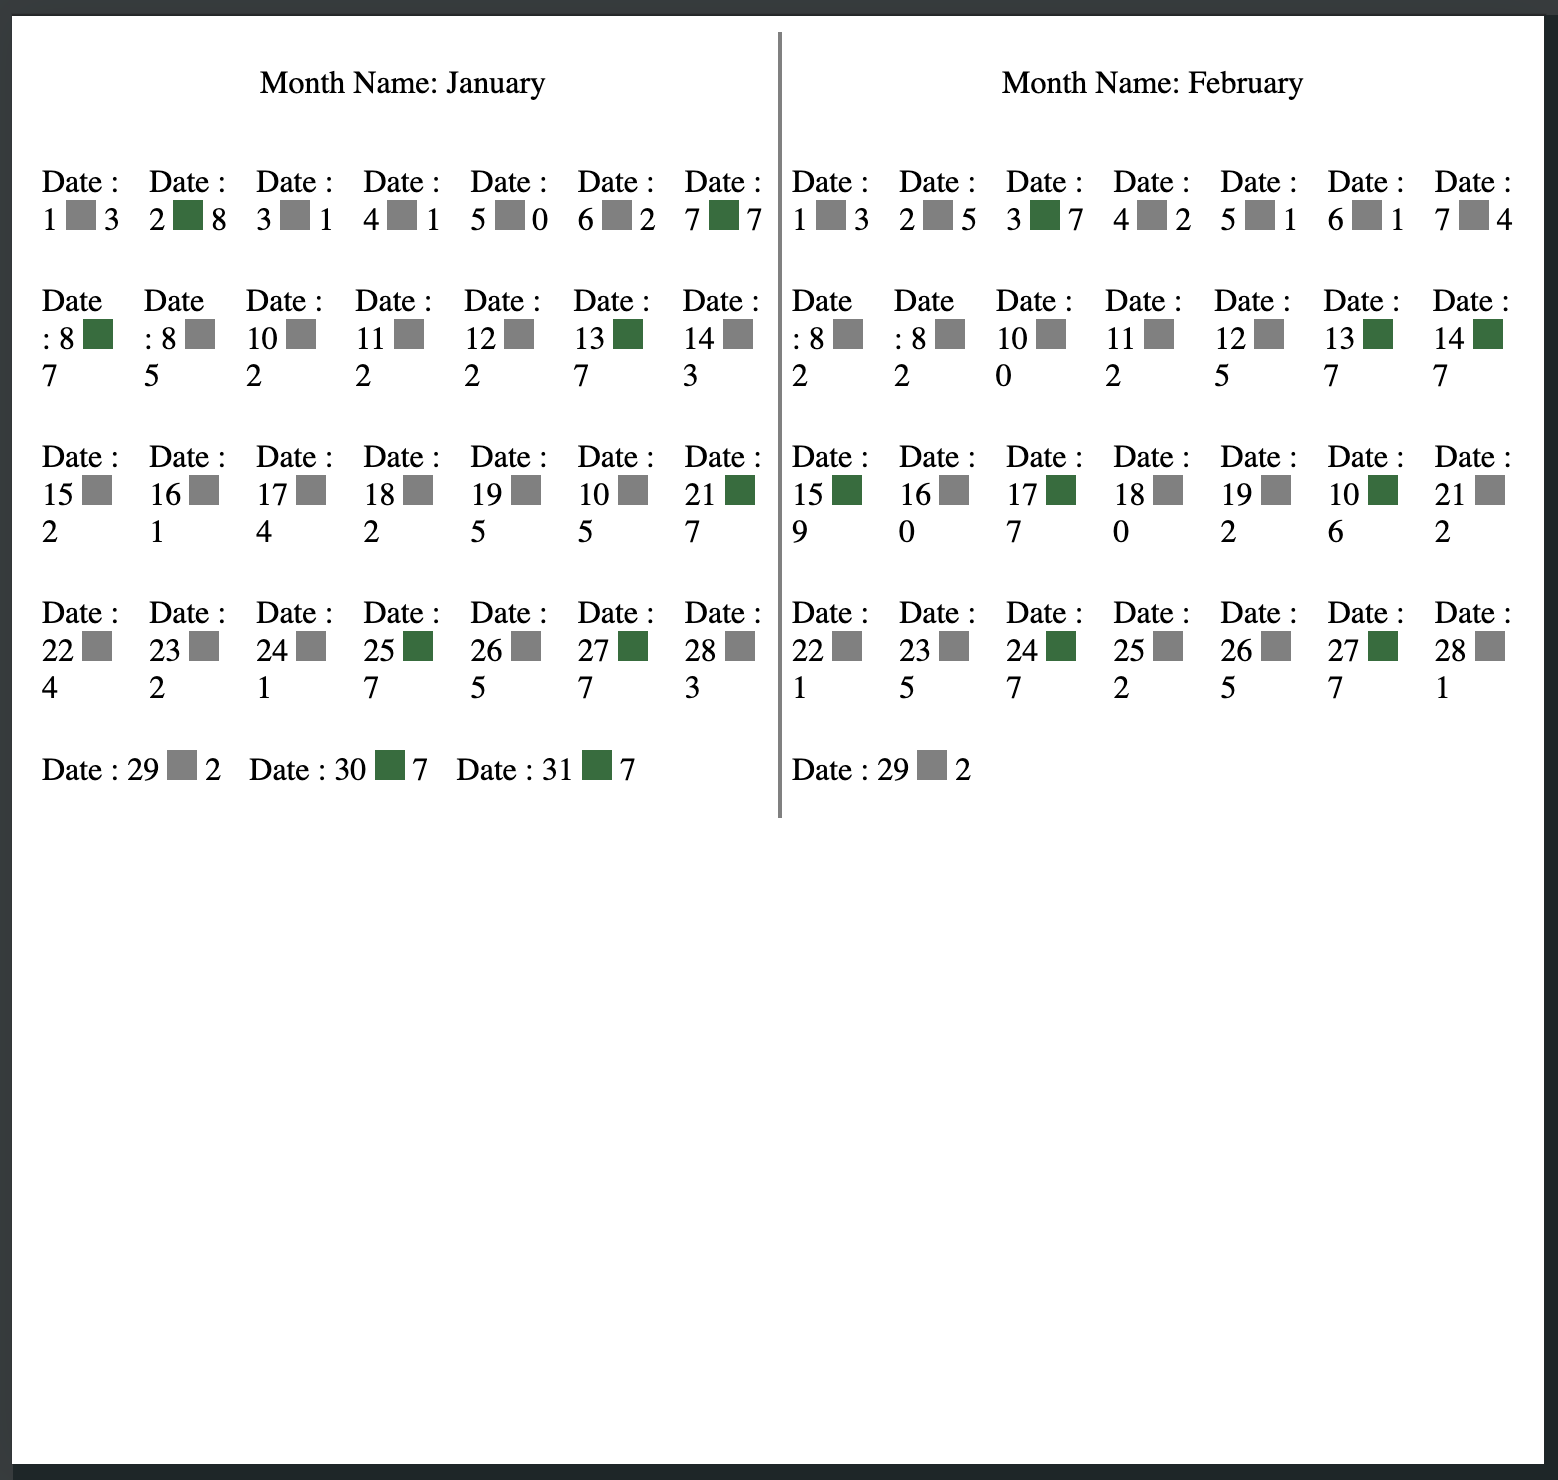 Month Name: January
Date : Date : Date : Date : Date : Date : Date :
1 3 2 8 3 1 4 1 5 0 6 2 7 7
Date Date Date : Date : Date : Date : Date :
: 8 : 8 10 11 12 13 14
7 5 2 2 2 7 3
Date : Date : Date : Date : Date : Date : Date :
15 16 17 18 19 10 21
2 1 4 2 5 5 7
Date : Date : Date : Date : Date : Date : Date :
22 23 24 25 26 27 28
4 2 1 7 5 7 3
Date : 29 2 Date : 30 7 Date : 31 7
Month Name: February
Date : Date : Date : Date : Date : Date : Date :
1 3 2 5 3 7 4 2 5 1 6 1 7 4
Date Date Date : Date : Date : Date : Date :
: 8 : 8 10 11 12 13 14
2 2 0 2 5 7 7
Date : Date : Date : Date : Date : Date : Date :
15 16 17 18 19 10 21
9 0 7 0 2 6 2
Date : Date : Date : Date : Date : Date : Date :
22 23 24 25 26 27 28
1 5 7 2 5 7 1
Date : 29 2